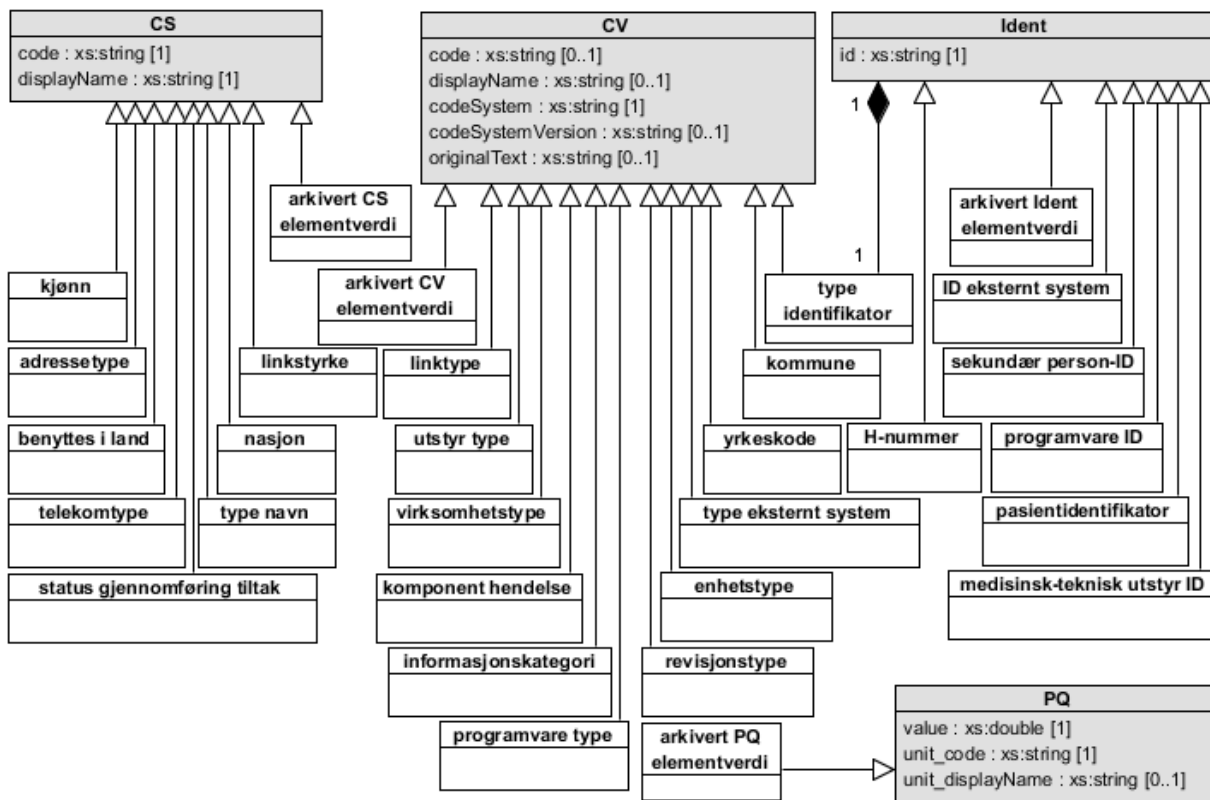 CS
code : xs:string [1]
displayName : xs:string [1]
CV
code : xs:string [0..1]
displayName : xs:string [0..1]
codeSystem : xs:string [1]
codeSystemVersion : xs:string [0..1]
originalText : xs:string [0..1]
Ident
id : xs:string [1]
1
1
arkivert CS
elementverdi
arkivert Ident
elementverdi
kjønn
arkivert CV
elementverdi
type
identifikator
ID eksternt system
adressetype
linkstyrke
linktype
kommune
sekundær person-ID
benyttes i land
nasjon
utstyr type
yrkeskode
H-nummer
programvare ID
telekomtype
type navn
virksomhetstype
type eksternt system
pasientidentifikator
status gjennomføring tiltak
komponent hendelse
enhetstype
medisinsk-teknisk utstyr ID
informasjonskategori
revisjonstype
programvare type
arkivert PQ
elementverdi
PQ
value : xs:double [1]
unit_code : xs:string [1]
unit_displayName : xs:string [0..1]